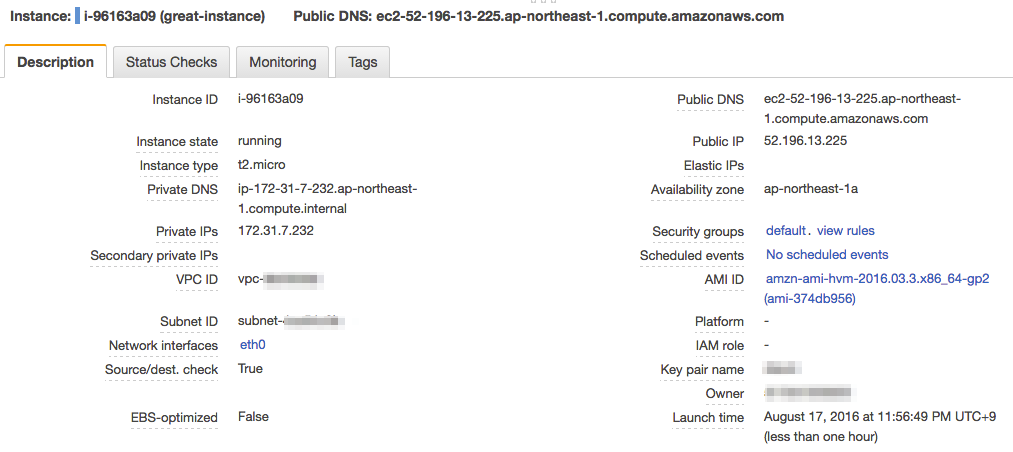 Instance: i-96163a09 (great-instance) Public DNS: ec2-52-196-13-225.ap-northeast-1.compute.amazonaws.com
Description Status Checks Monitoring Tags
Instance ID i-96163a09
Instance state running
Instance type t2.micro
Private DNS ip-172-31-7-232.ap-northeast-
1.compute.internal
Private IPs 172.31.7.232
Secondary private IPs
VPC ID vpc-
Subnet ID subnet-
Network interfaces eth0
Source/dest. check True
EBS-optimized False
Public DNS ec2-52-196-13-225.ap-northeast-
1.compute.amazonaws.com
Public IP 52.196.13.225
Elastic IPs
Availability zone ap-northeast-1a
Security groups default. view rules
Scheduled events No scheduled events
AMI ID amzn-ami-hvm-2016.03.3.x86_64-gp2
(ami-374db956)
Platform -
IAM role -
Key pair name
Owner
Launch time August 17, 2016 at 11:56:49 PM UTC+9
(less than one hour)